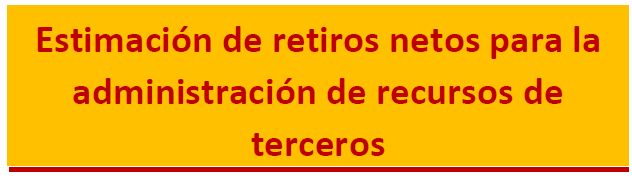 Estimación de retiros netos para la
administración de recursos de
terceros